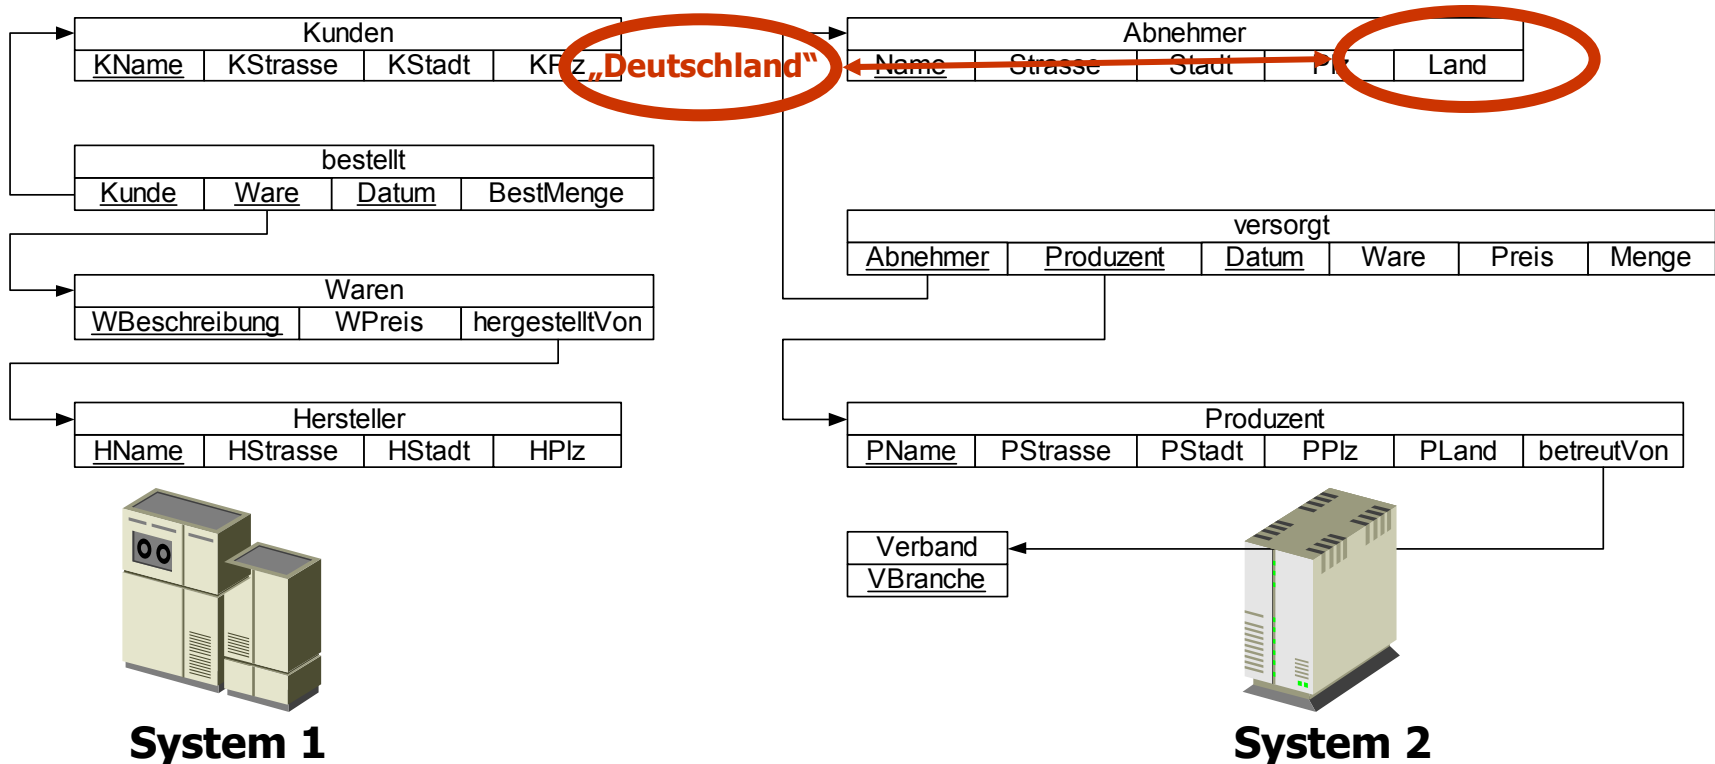 Kunden
KName KStrasse KStadt KPlz „Deutschland“
bestellt
Kunde Ware Datum BestMenge
Waren
WBeschreibung WPreis hergestelltVon
Hersteller
HName HStrasse HStadt HPlz
System 1
Abnehmer
Name Strasse Stadt Plz Land
versorgt
Abnehmer Produzent Datum Ware Preis Menge
Produzent
PName PStrasse PStadt PPlz PLand betreutVon
Verband
VBranche
System 2